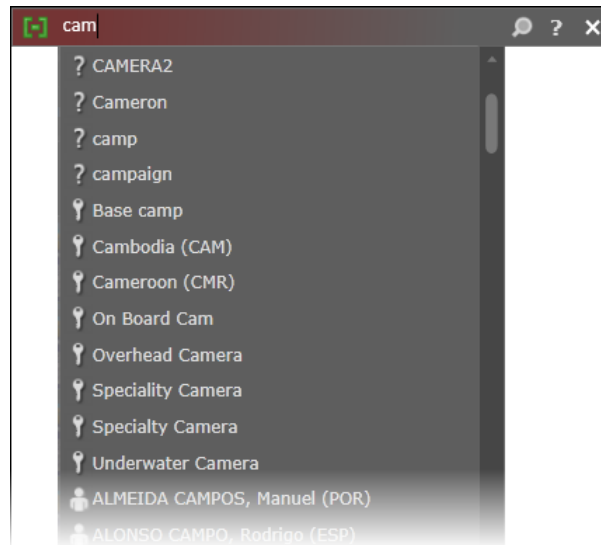 [-] cam ? X
? CAMERA2
? Cameron
? camp
? campaign
Base camp
Cambodia (CAM)
Cameroon (CMR)
On Board Cam
Overhead Camera
Speciality Camera
Specialty Camera
Underwater Camera
ALMEIDA CAMPOS, Manuel (POR)
ALONSO CAMPO, Rodrigo (ESP)